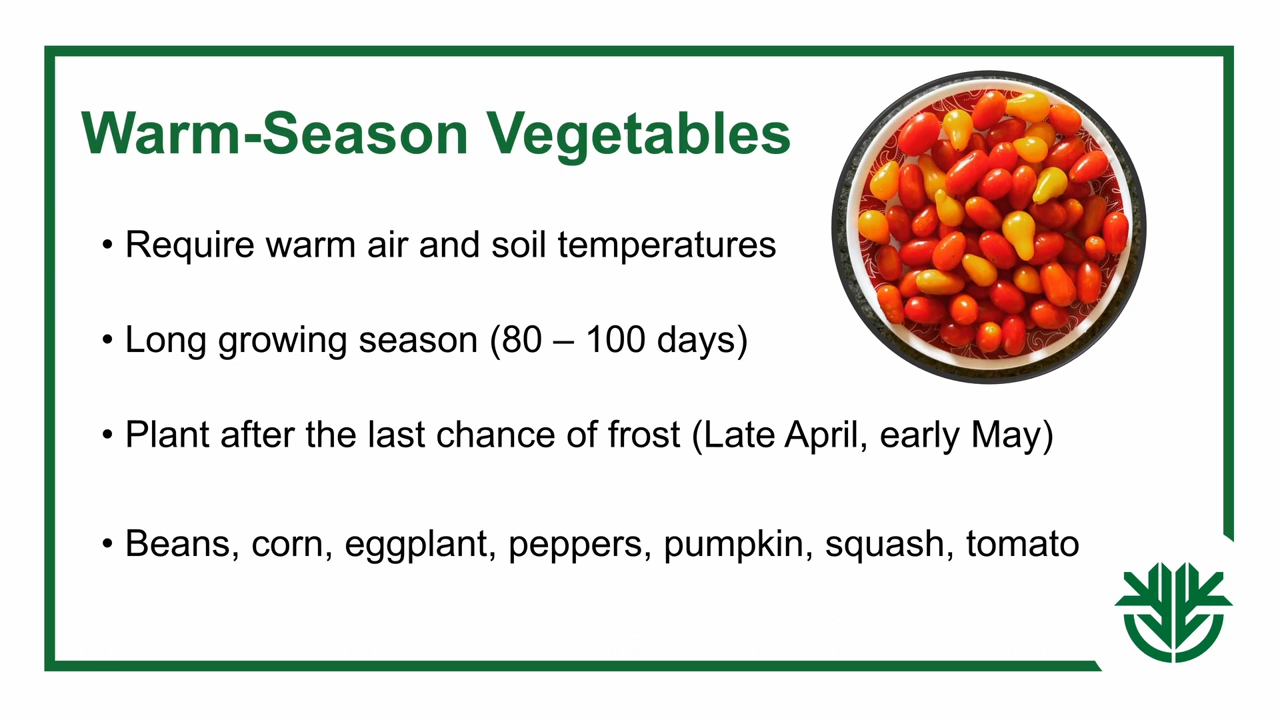 Warm-Season Vegetables
• Require warm air and soil temperatures
• Long growing season (80 – 100 days)
• Plant after the last chance of frost (Late April, early May)
• Beans, corn, eggplant, peppers, pumpkin, squash, tomato